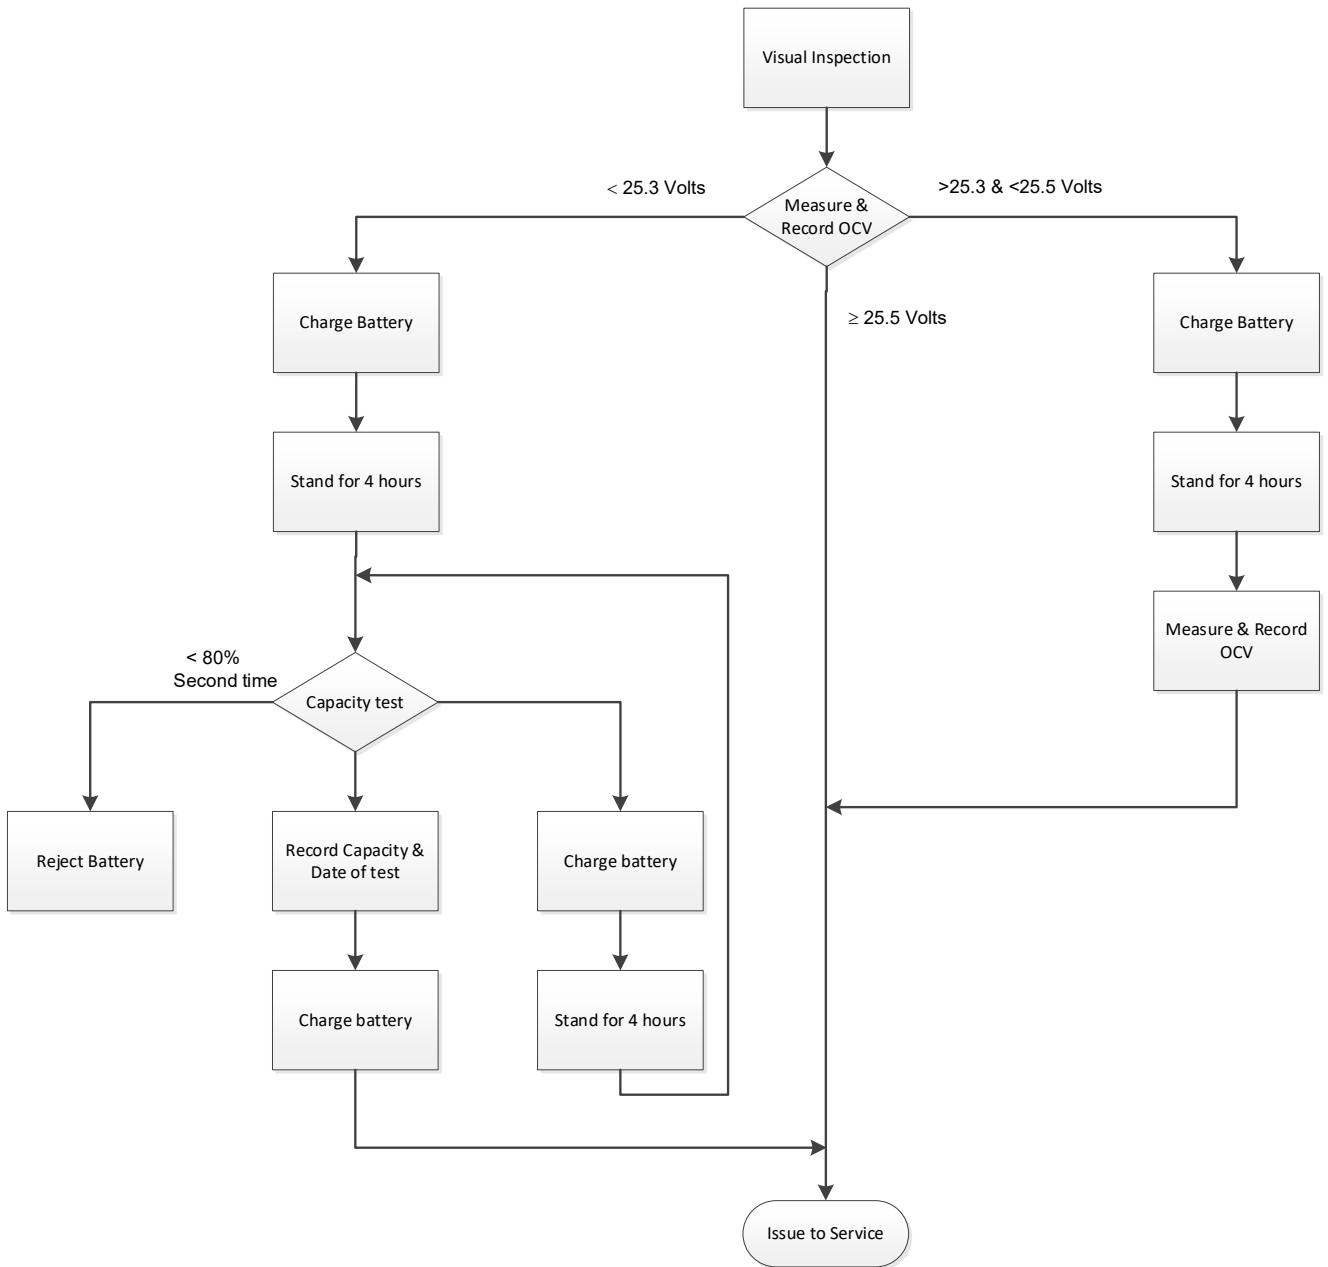 Visual Inspection
< 25.3 Volts
>25.3 & <25.5 Volts
Measure &
Record OCV
Charge Battery
≥ 25.5 Volts
Charge Battery
Stand for 4 hours
Stand for 4 hours
Measure & Record
OCV
< 80%
Second time
Capacity test
Reject Battery
Record Capacity &
Date of test
Charge battery
Charge battery
Stand for 4 hours
Issue to Service